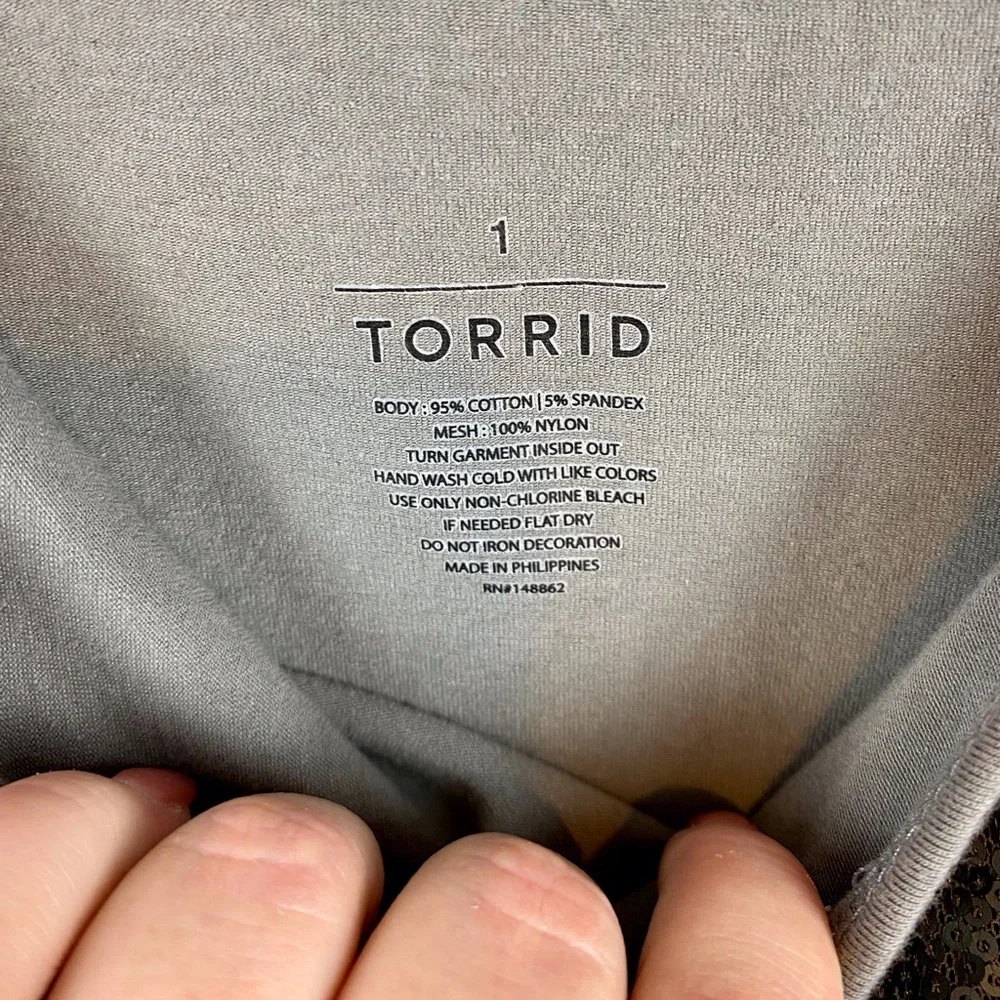 1
TORRID
BODY : 95% COTTON | 5% SPANDEX
MESH : 100% NYLON
TURN GARMENT INSIDE OUT
HAND WASH COLD WITH LIKE COLORS
USE ONLY NON-CHLORINE BLEACH
IF NEEDED FLAT DRY
DO NOT IRON DECORATION
MADE IN PHILIPPINES
RN#148862